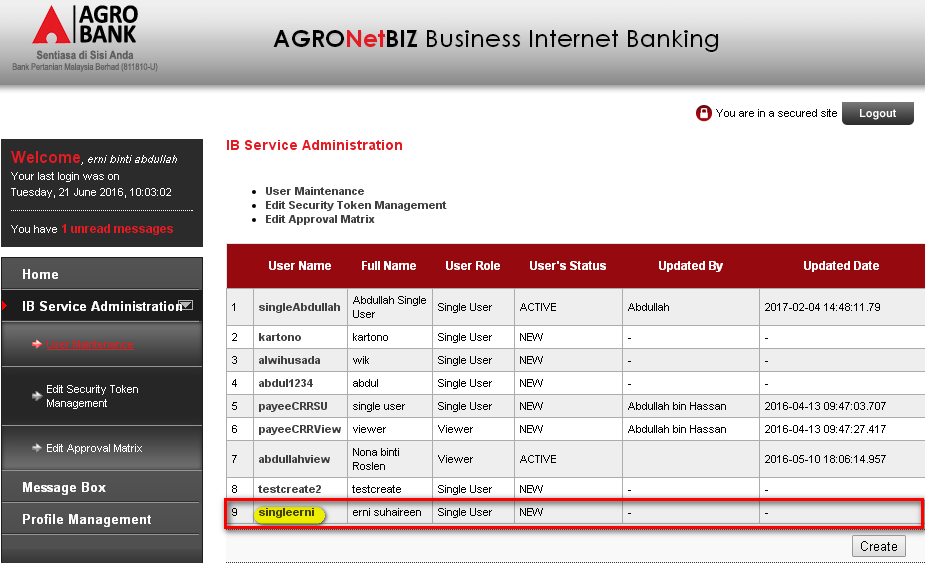 AGRO
BANK
Sentiasa di Sisi Anda
Bank Pertanian Malaysia Berhad (811810-U)
AGRONetBIZ Business Internet Banking
You are in a secured site Logout
Welcome, erni binti abdullah
Your last login was on
Tuesday, 21 June 2016, 10:03:02
You have 1 unread messages
Home
IB Service Administration
User Maintenance
Edit Security Token
Management
Edit Approval Matrix
Message Box
Profile Management
IB Service Administration
User Maintenance
Edit Security Token Management
Edit Approval Matrix
User Name Full Name User Role User's Status Updated By Updated Date
1 singleAbdullah Abdullah Single User Single User ACTIVE Abdullah 2017-02-04 14:48:11.79
2 kartono kartono Single User NEW - -
3 alwihusada wik Single User NEW - -
4 abdul1234 abdul Single User NEW - -
5 payeeCRRSU single user Single User NEW Abdullah bin Hassan 2016-04-13 09:47:03.707
6 payeeCRRView viewer Viewer NEW Abdullah bin Hassan 2016-04-13 09:47:27.417
7 abdullahview Nona binti Roslen Viewer ACTIVE 2016-05-10 18:06:14.957
8 testcreate2 testcreate Single User NEW - -
9 singleerni erni suhaireen Single User NEW - -
Create